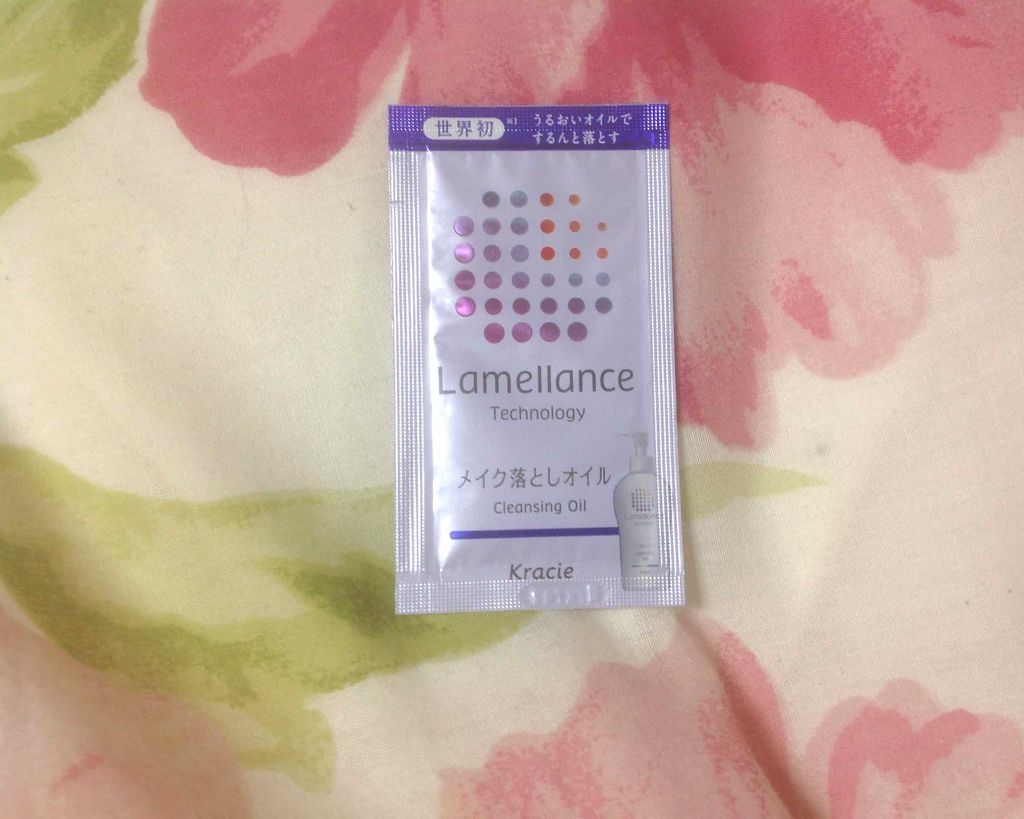 世界初 ※1
うるおいオイルで
するんと落とす
Lamellance
Technology
メイク落としオイル
Cleansing Oil
Kracie
Lamellance